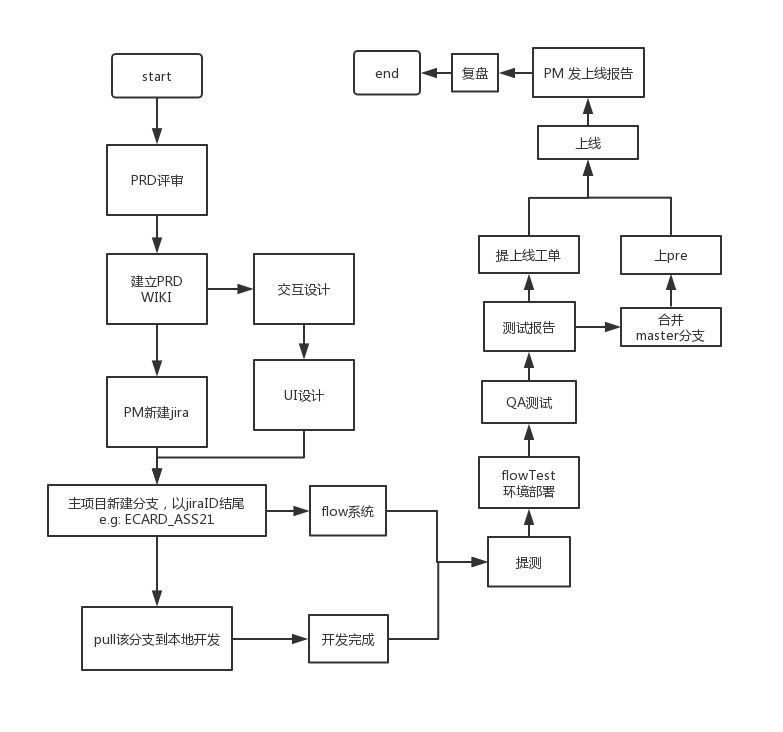 start
PRD评审
建立PRD
WIKI
交互设计
PM新建jira
UI设计
主项目新建分支，以jiraID结尾
e.g: ECARD_ASS21
flow系统
pull该分支到本地开发
开发完成
提测
flowTest
环境部署
QA测试
测试报告
合并
master分支
提上线工单
上pre
上线
PM 发上线报告
复盘
end